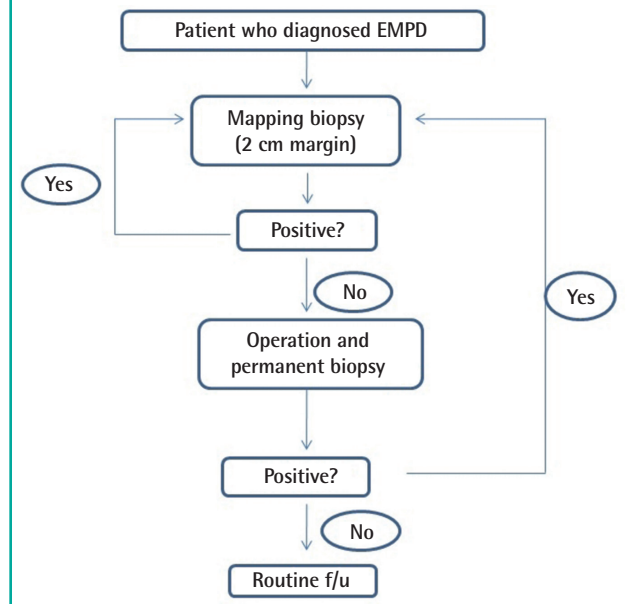 Patient who diagnosed EMPD
Mapping biopsy
(2 cm margin)
Yes
Positive?
No
Yes
Operation and
permanent biopsy
Positive?
No
Routine f/u